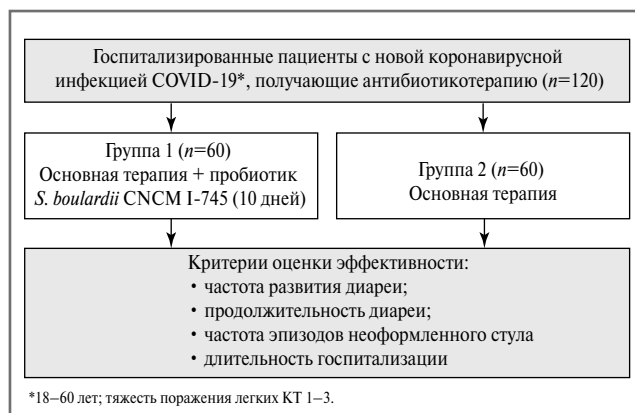 Госпитализированные пациенты с новой коронавирусной
инфекцией COVID-19*, получающие антибиотикотерапию (n=120)
Группа 1 (n=60)
Основная терапия + пробиотик
S. boulardii CNCM I-745 (10 дней)
Группа 2 (n=60)
Основная терапия
Критерии оценки эффективности:
• частота развития диареи;
• продолжительность диареи;
• частота эпизодов неоформленного стула
• длительность госпитализации
*18–60 лет; тяжесть поражения легких КТ 1–3.